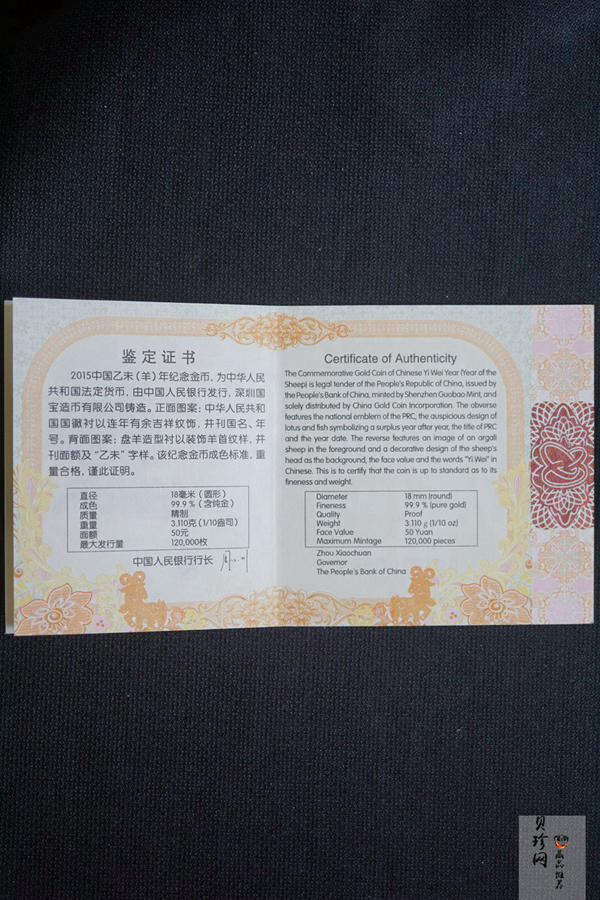 鉴定证书
2015中国乙未（羊）年纪念金币，为中华人民
共和国法定货币，由中国人民银行发行，深圳国
宝造币有限公司铸造。正面图案：中华人民共和
国国徽衬以连年有余吉祥纹饰，并刊国名、年
号。背面图案：盘羊造型衬以装饰羊首纹样，并
刊面额及“乙未”字样。该纪念金币成色标准，重
量合格，谨此证明。
直径 18毫米（圆形）
成色 99.9%（含纯金）
质量 精制
重量 3.110克（1/10盎司）
面额 50元
最大发行量 120,000枚
中国人民银行行长
Certificate of Authenticity
The Commemorative Gold Coin of Chinese Yi Wei Year (Year of the
Sheep) is legal tender of the People's Republic of China, issued by
the People's Bank of China, minted by Shenzhen Guobao Mint, and
solely distributed by China Gold Coin Incorporation. The obverse
features the national emblem of the PRC, the auspicious design of
lotus and fish symbolizing a surplus year after year, the title of PRC
and the year date. The reverse features an image of an argali
sheep in the foreground and a decorative design of the sheep's
head as the background, the face value and the words "Yi Wei" in
Chinese. This is to certify that the coin is up to standard as to its
fineness and weight.
Diameter 18 mm (round)
Fineness 99.9 % (pure gold)
Quality Proof
Weight 3.110 g (1/10 oz)
Face Value 50 Yuan
Maximum Mintage 120,000 pieces
Zhou Xiaochuan
Governor
The People's Bank of China
贝珍网
藏品推荐